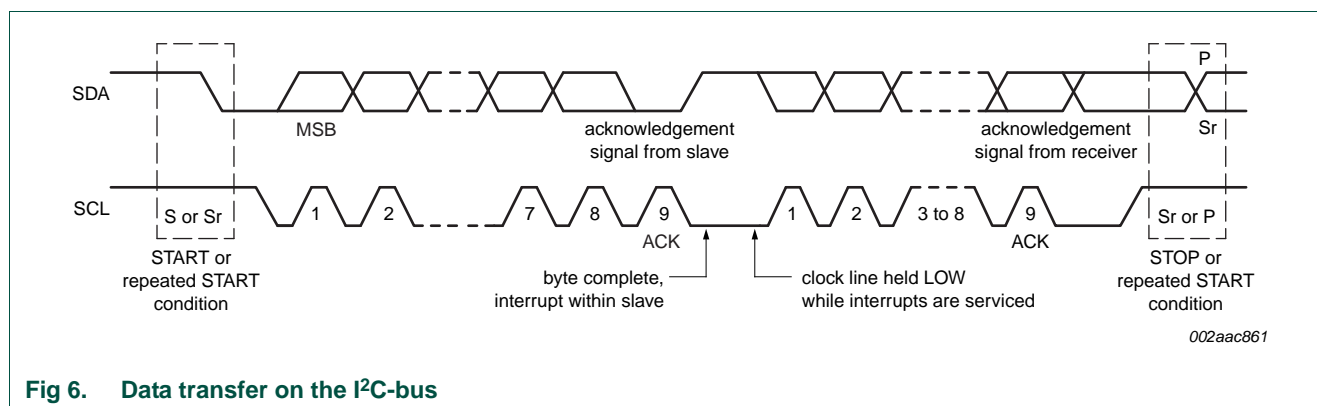 P
SDA
MSB
acknowledgement
signal from slave
acknowledgement
signal from receiver
Sr
SCL
S or Sr
1
2
7
8
9
1
2
3 to 8
9
Sr or P
ACK
ACK
START or
repeated START
condition
byte complete,
interrupt within slave
clock line held LOW
while interrupts are serviced
STOP or
repeated START
condition
002aac861
Fig 6. Data transfer on the I²C-bus